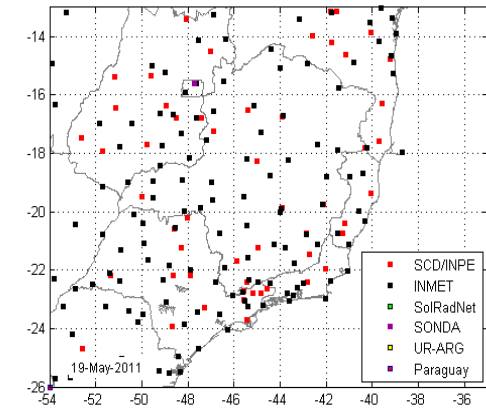 -14
-16
-18
-20
-22
-24
-26
SCD/INPE
INMET
SolRadNet
SONDA
UR-ARG
Paraguay
19-May-2011
-54 -52 -50 -48 -46 -44 -42 -40 -38 -36